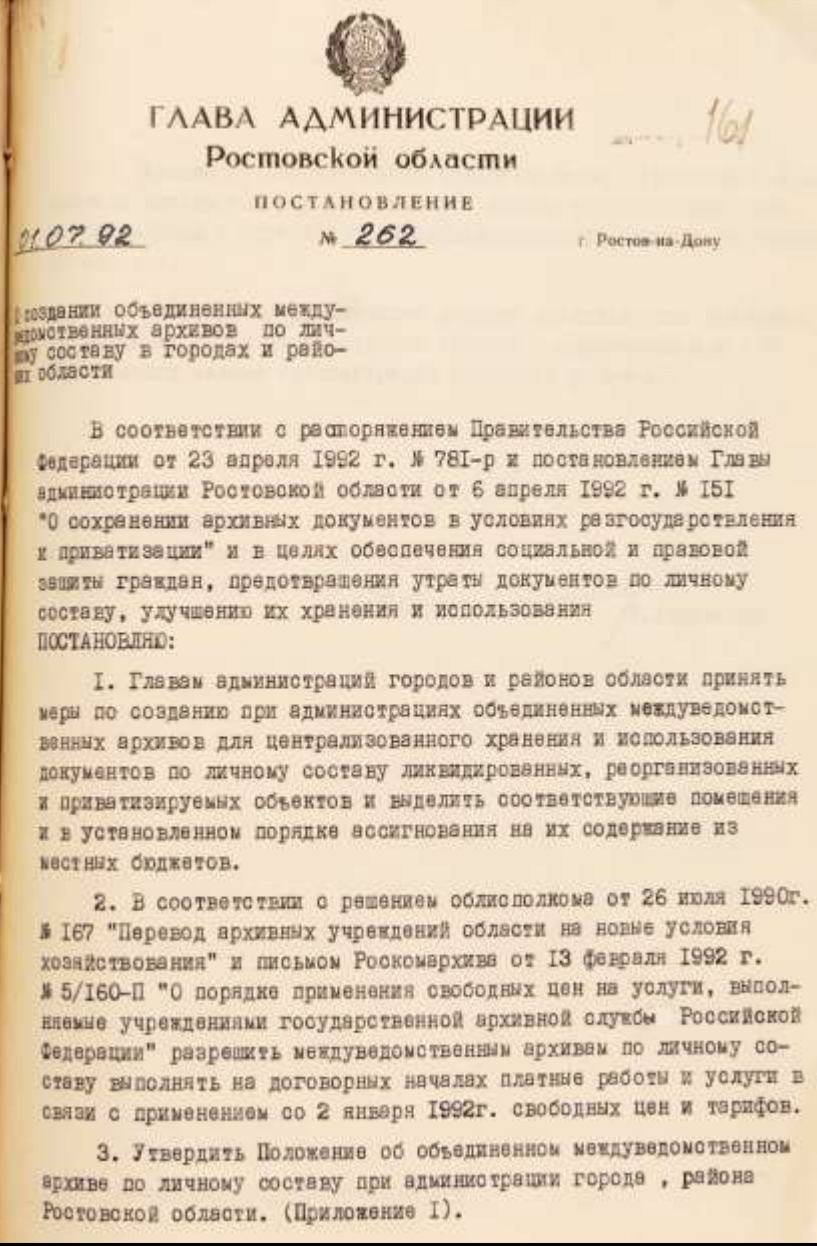 ГЛАВА АДМИНИСТРАЦИИ
161
Ростовской области
ПОСТАНОВЛЕНИЕ
01.07.92 № 262 г. Ростов-на-Дону
создании объединенных между-
ведомственных архивов по лич-
ному составу в городах и райо-
нах области
В соответствии с распоряжением Правительства Российской
Федерации от 23 апреля 1992 г. № 781-р и постановлением Главы
администрации Ростовской области от 6 апреля 1992 г. № 151
"О сохранении архивных документов в условиях разгосударствления
и приватизации" и в целях обеспечения социальной и правовой
защиты граждан, предотвращения утраты документов по личному
составу, улучшению их хранения и использования
ПОСТАНОВЛЯЮ:
1. Главам администраций городов и районов области принять
меры по созданию при администрациях объединенных междуведомст-
венных архивов для централизованного хранения и использования
документов по личному составу ликвидированных, реорганизованных
и приватизируемых объектов и выделить соответствующие помещения
и в установленном порядке ассигнования на их содержание из
местных бюджетов.
2. В соответствии с решением облисполкома от 26 июля 1990г.
№ 167 "Перевод архивных учреждений области на новые условия
хозяйствования" и письмом Роскомархива от 13 февраля 1992 г.
№ 5/160-П "О порядке применения свободных цен на услуги, выпол-
няемые учреждениями государственной архивной службы Российской
Федерации" разрешить междуведомственным архивам по личному со-
ставу выполнять на договорных началах платные работы и услуги в
связи с применением со 2 января 1992г. свободных цен и тарифов.
3. Утвердить Положение об объединенном междуведомственном
архиве по личному составу при администрации города , района
Ростовской области. (Приложение 1).